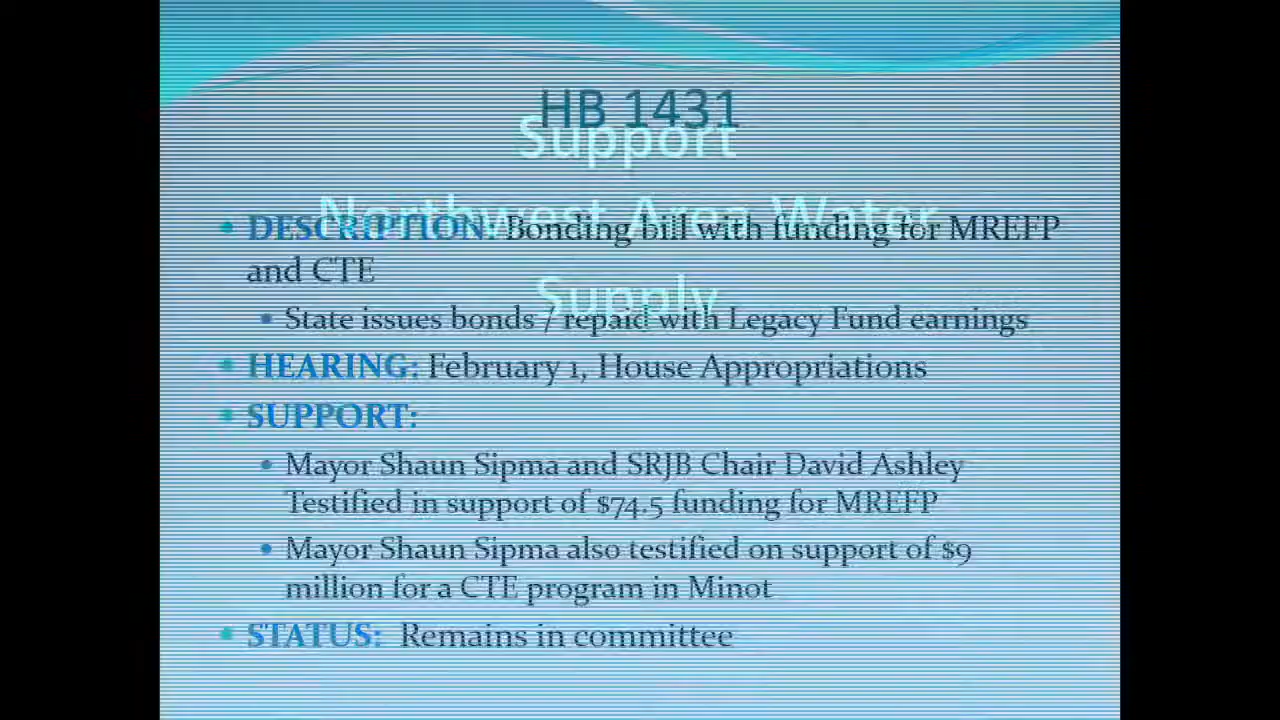 HB 1431
Support
Northwest Area Water
Supply
• DESCRIPTION: Bonding bill with funding for MREFP
and CTE
• State issues bonds / repaid with Legacy Fund earnings
• HEARING: February 1, House Appropriations
• SUPPORT:
• Mayor Shaun Sipma and SRJB Chair David Ashley
Testified in support of $74.5 funding for MREFP
• Mayor Shaun Sipma also testified on support of $9
million for a CTE program in Minot
• STATUS: Remains in committee